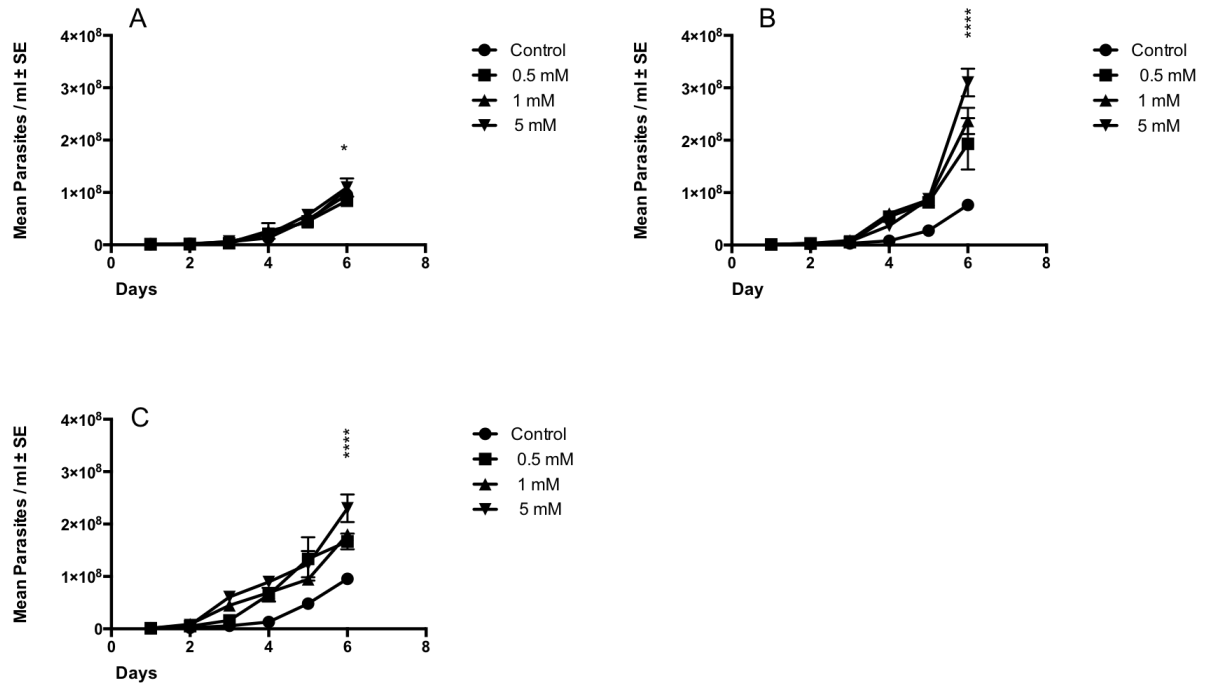 A
Mean Parasites / ml ± SE
4×10⁸
3×10⁸
2×10⁸
1×10⁸
0
0 2 4 6 8
Days
*
Control
0.5 mM
1 mM
5 mM
B
Mean Parasites / ml ± SE
4×10⁸
3×10⁸
2×10⁸
1×10⁸
0
0 2 4 6 8
Day
****
Control
0.5 mM
1 mM
5 mM
C
Mean Parasites / ml ± SE
4×10⁸
3×10⁸
2×10⁸
1×10⁸
0
0 2 4 6 8
Days
****
Control
0.5 mM
1 mM
5 mM